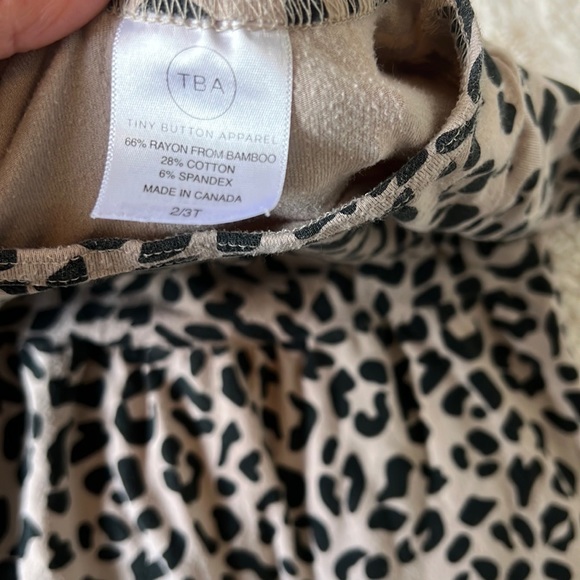 TBA
TINY BUTTON APPAREL
66% RAYON FROM BAMBOO
28% COTTON
6% SPANDEX
MADE IN CANADA
2/3T